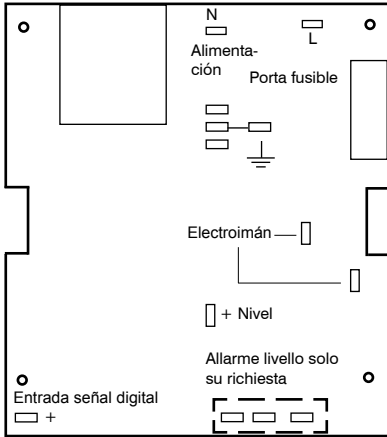 N
L
Alimenta-
ción
Porta fusible
Electroimán
+ Nivel
Allarme livello solo
su richiesta
Entrada señal digital
+